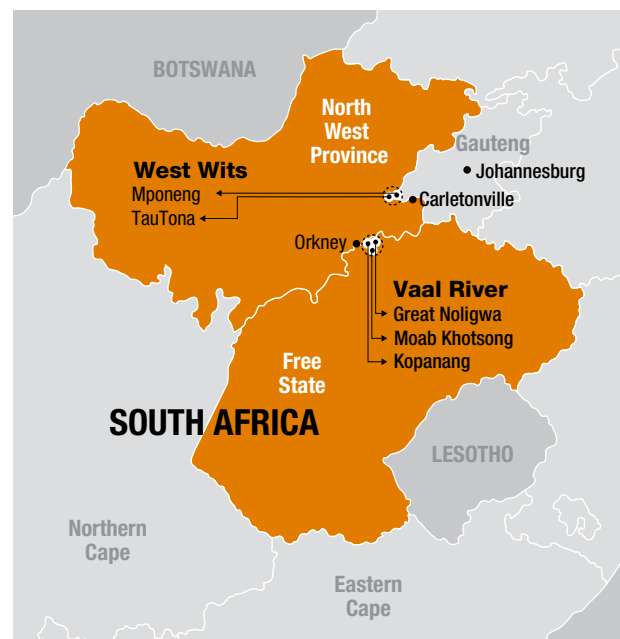 BOTSWANA
North
West
Province
Gauteng
Johannesburg
West Wits
Mponeng
TauTona
Carletonville
Orkney
Vaal River
Great Noligwa
Moab Khotsong
Kopanang
Free
State
SOUTH AFRICA
LESOTHO
Northern
Cape
Eastern
Cape